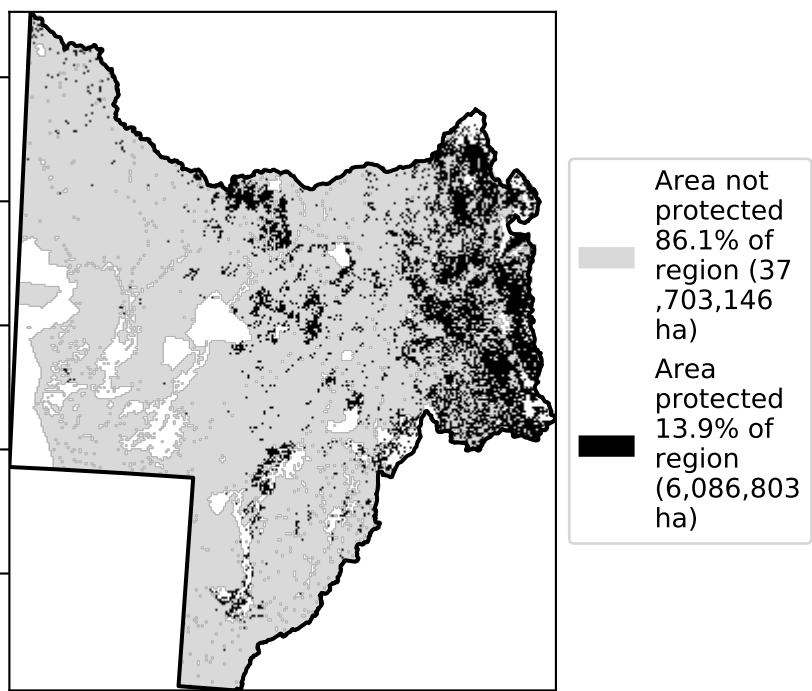 Area not
protected
86.1% of
region (37
,703,146
ha)
Area
protected
13.9% of
region
(6,086,803
ha)